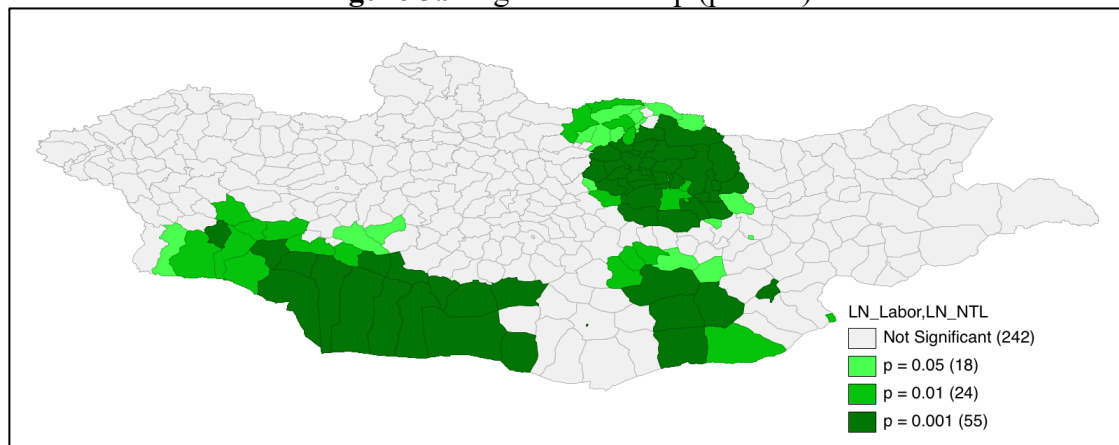 LN_Labor,LN_NTL
Not Significant (242)
p = 0.05 (18)
p = 0.01 (24)
p = 0.001 (55)